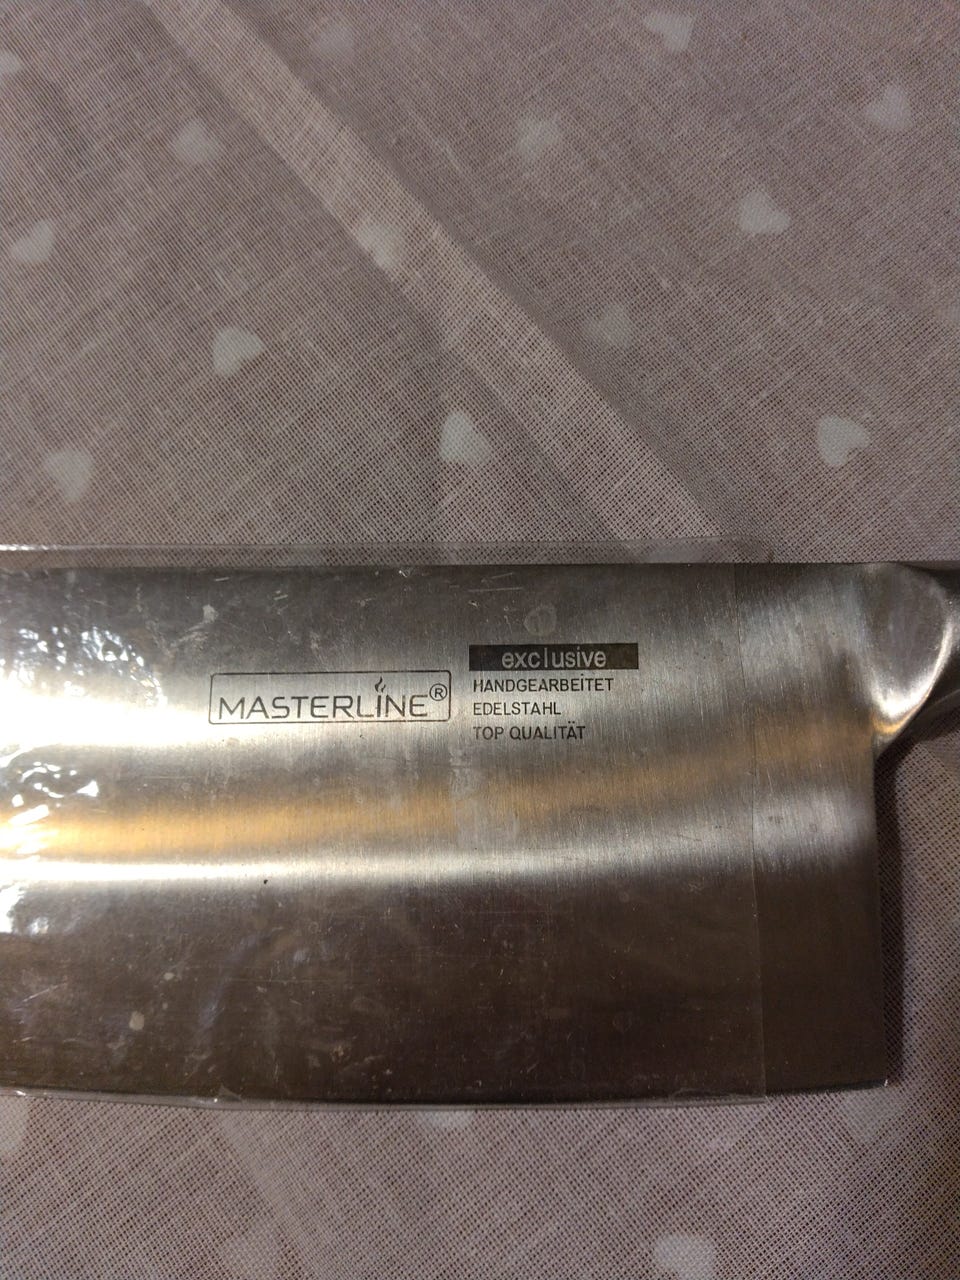 MASTERLINE®
exclusive
HANDGEARBEITET
EDELSTAHL
TOP QUALITÄT